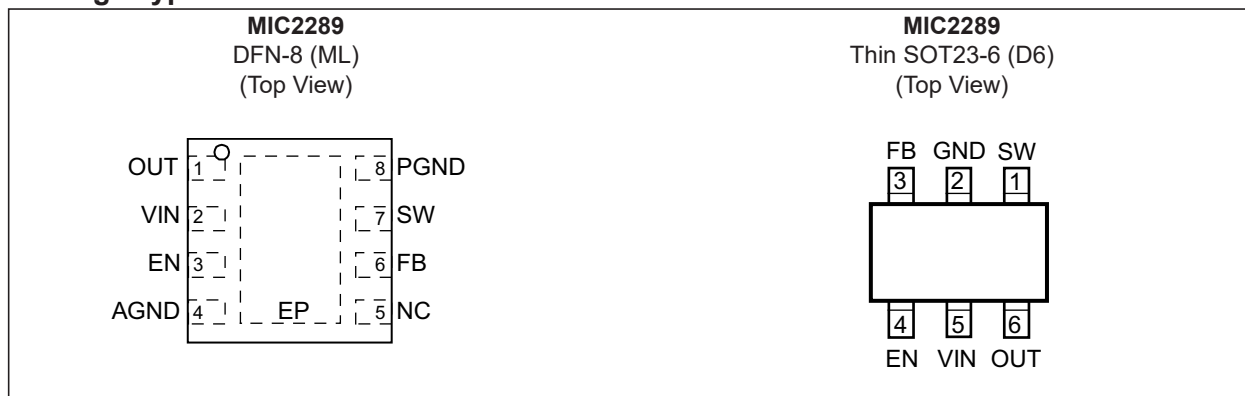 MIC2289
DFN-8 (ML)
(Top View)
OUT 1 8 PGND
VIN 2 7 SW
EN 3 6 FB
AGND 4 EP 5 NC
MIC2289
Thin SOT23-6 (D6)
(Top View)
FB GND SW
3 2 1
4 5 6
EN VIN OUT